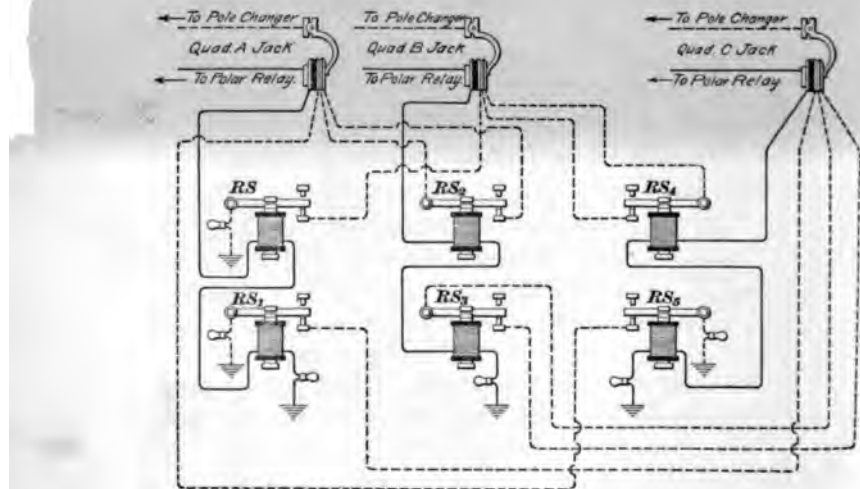 To Pole Changer
Quad. A Jack
To Polar Relay.
To Pole Changer
Quad. B Jack
To Polar Relay.
To Pole Changer
Quad. C Jack
To Polar Relay.
RS
RS2
RS4
RS1
RS3
RS5